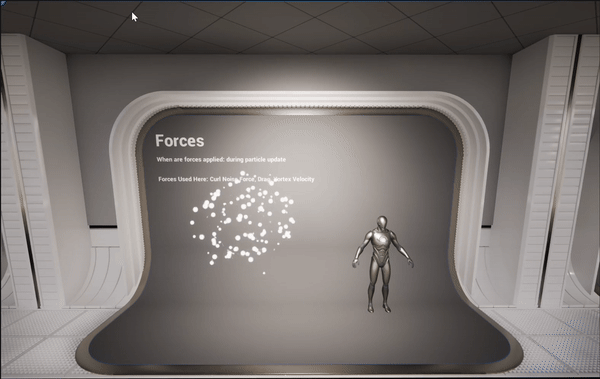 Forces
When are forces applied: during particle update
Forces Used Here: Curl Noise Force, Drag, Vortex Velocity